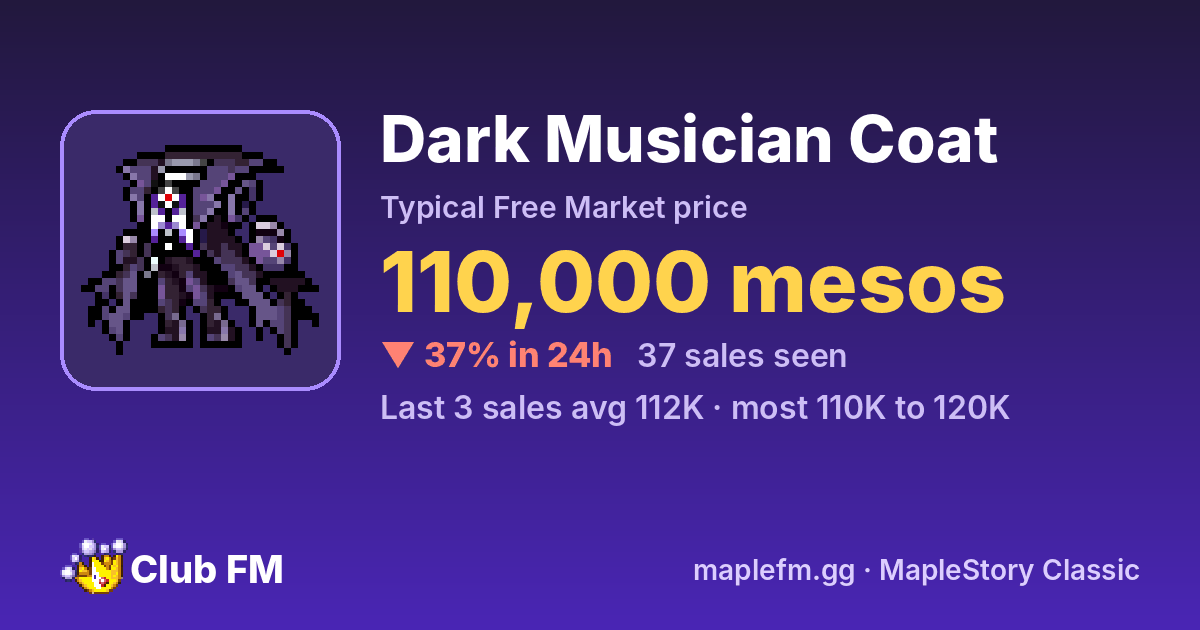 Dark Musician Coat
Typical Free Market price
110,000 mesos
▼ 37% in 24h 37 sales seen
Last 3 sales avg 112K · most 110K to 120K
Club FM
maplefm.gg · MapleStory Classic